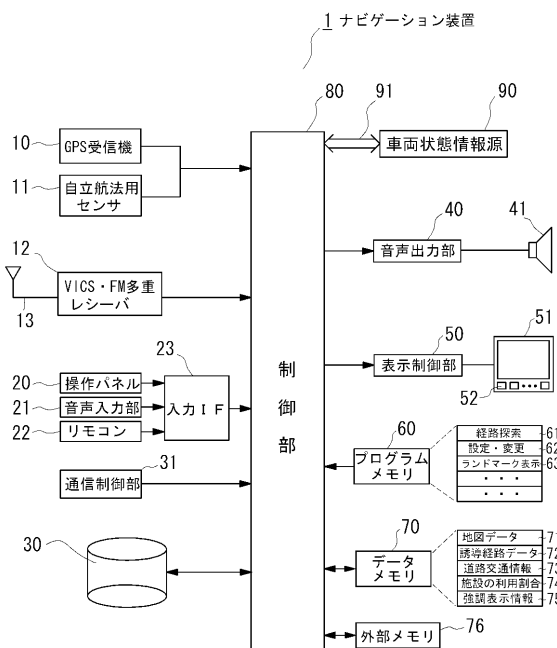 1 ナビゲーション装置
80
91
90
車両状態情報源
10
GPS受信機
11
自立航法用
センサ
12
VICS・FM多重
レシーバ
13
40
音声出力部
41
50
表示制御部
51
52
23
20
操作パネル
21
音声入力部
22
リモコン
入力IF
制
御
部
31
通信制御部
30
60
プログラム
メモリ
経路探索 61
設定・変更 62
ランドマーク表示 63
・・・
・・・
70
データ
メモリ
地図データ 71
誘導経路データ 72
道路交通情報 73
施設の利用割合 74
強調表示情報 75
76
外部メモリ